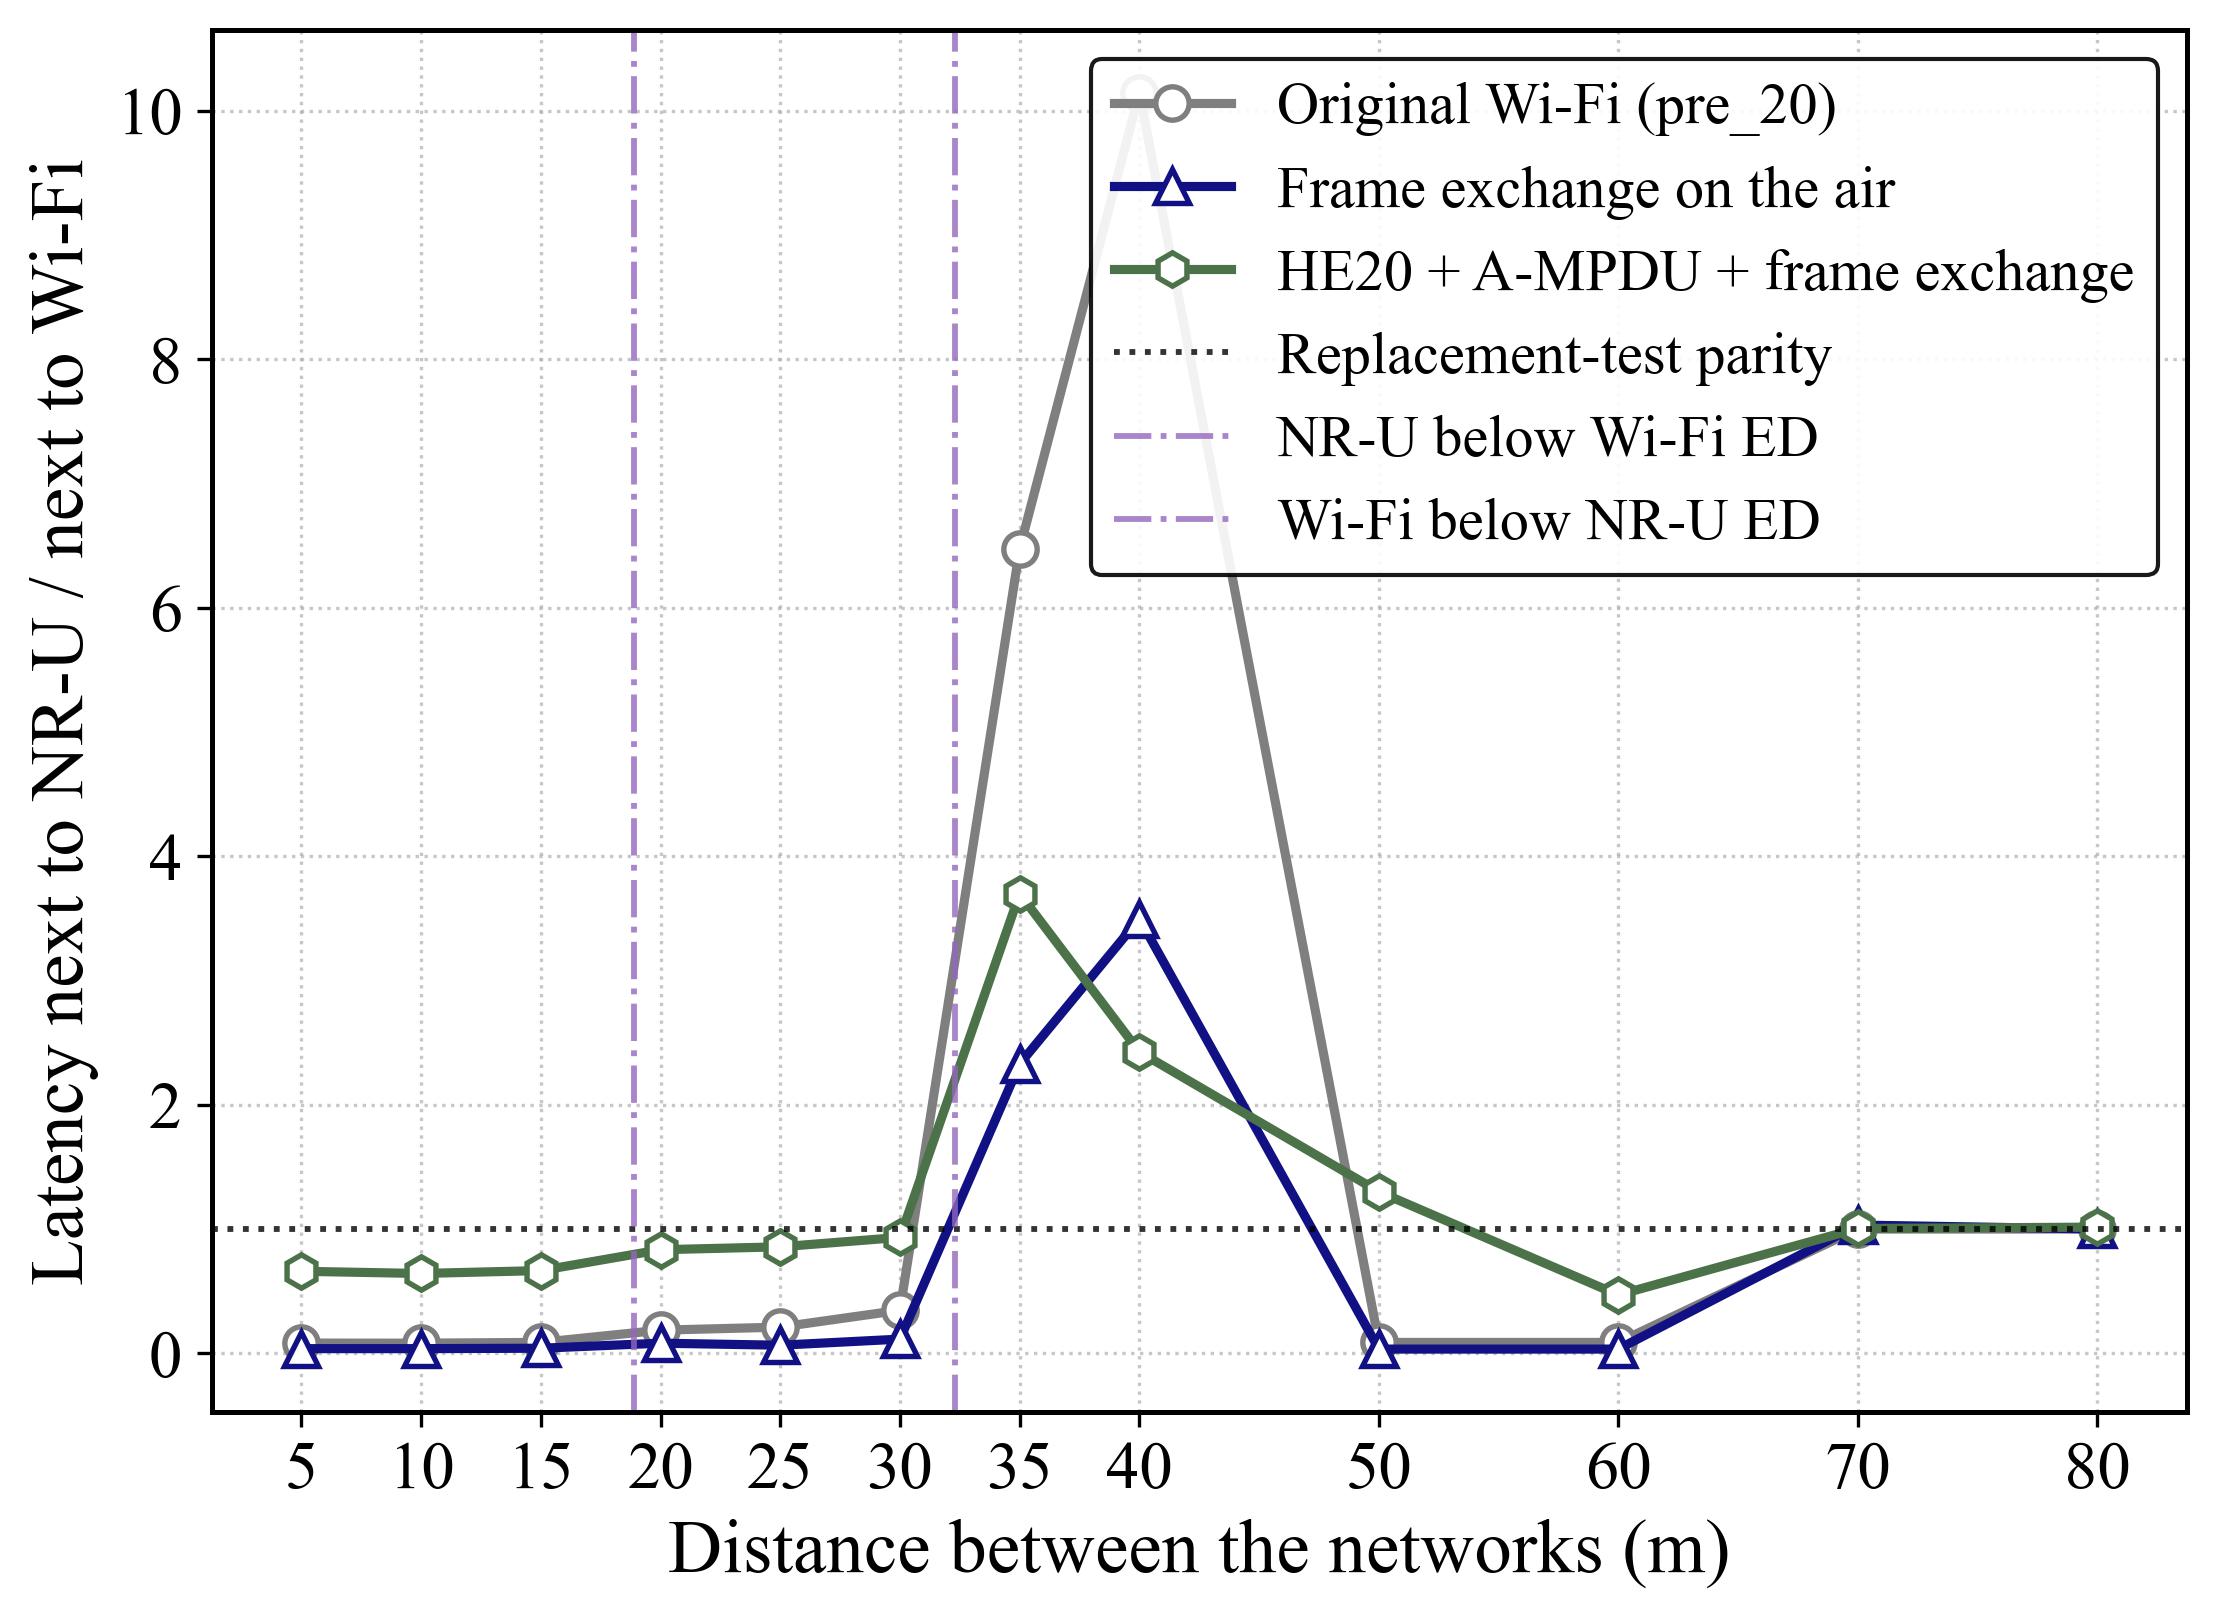 Latency next to NR-U / next to Wi-Fi
10
8
6
4
2
0
Original Wi-Fi (pre_20)
Frame exchange on the air
HE20 + A-MPDU + frame exchange
Replacement-test parity
NR-U below Wi-Fi ED
Wi-Fi below NR-U ED
5 10 15 20 25 30 35 40 50 60 70 80
Distance between the networks (m)